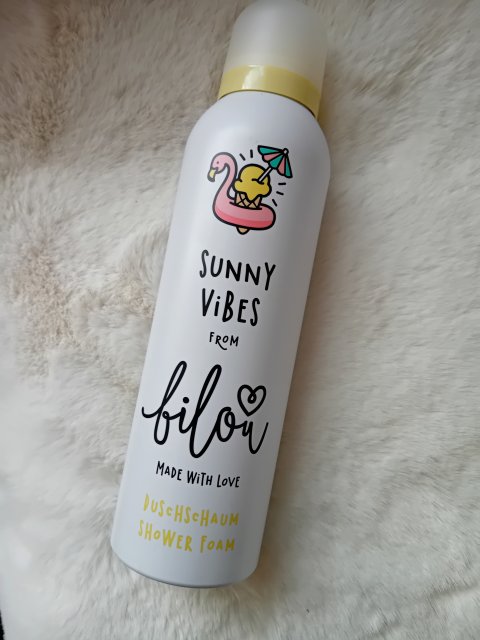 SUNNY
ViBES
FROM
bilou
MADE WiTH LOVE
DUSCHSCHAUM
SHOWER FOAM